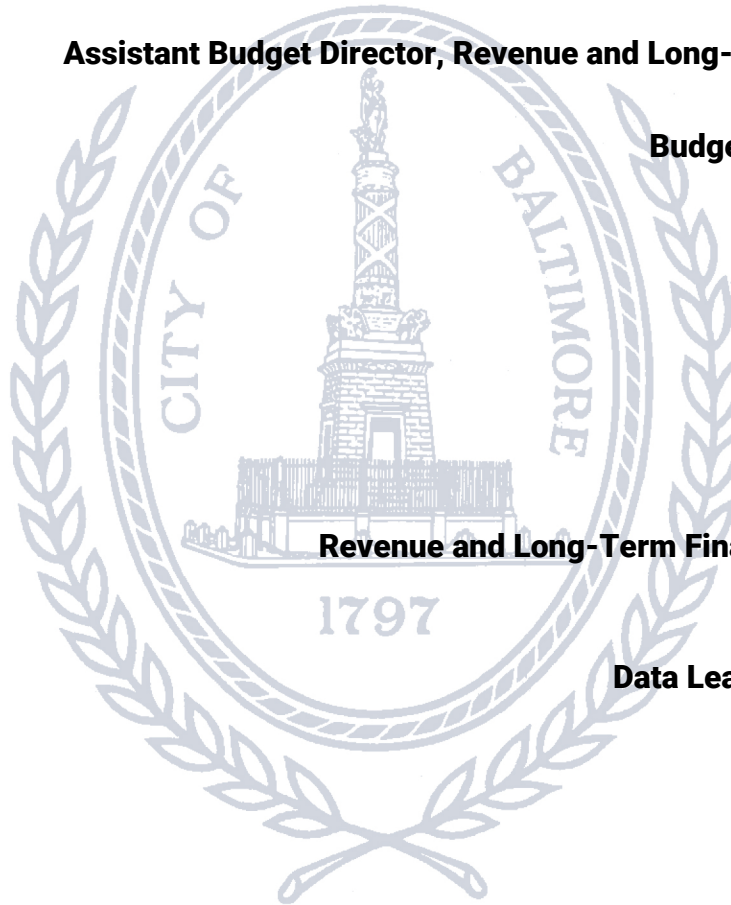 Assistant Budget Director, Revenue and Long-
Budge
CITY OF
BALTIMORE
Revenue and Long-Term Fina
1797
Data Lea